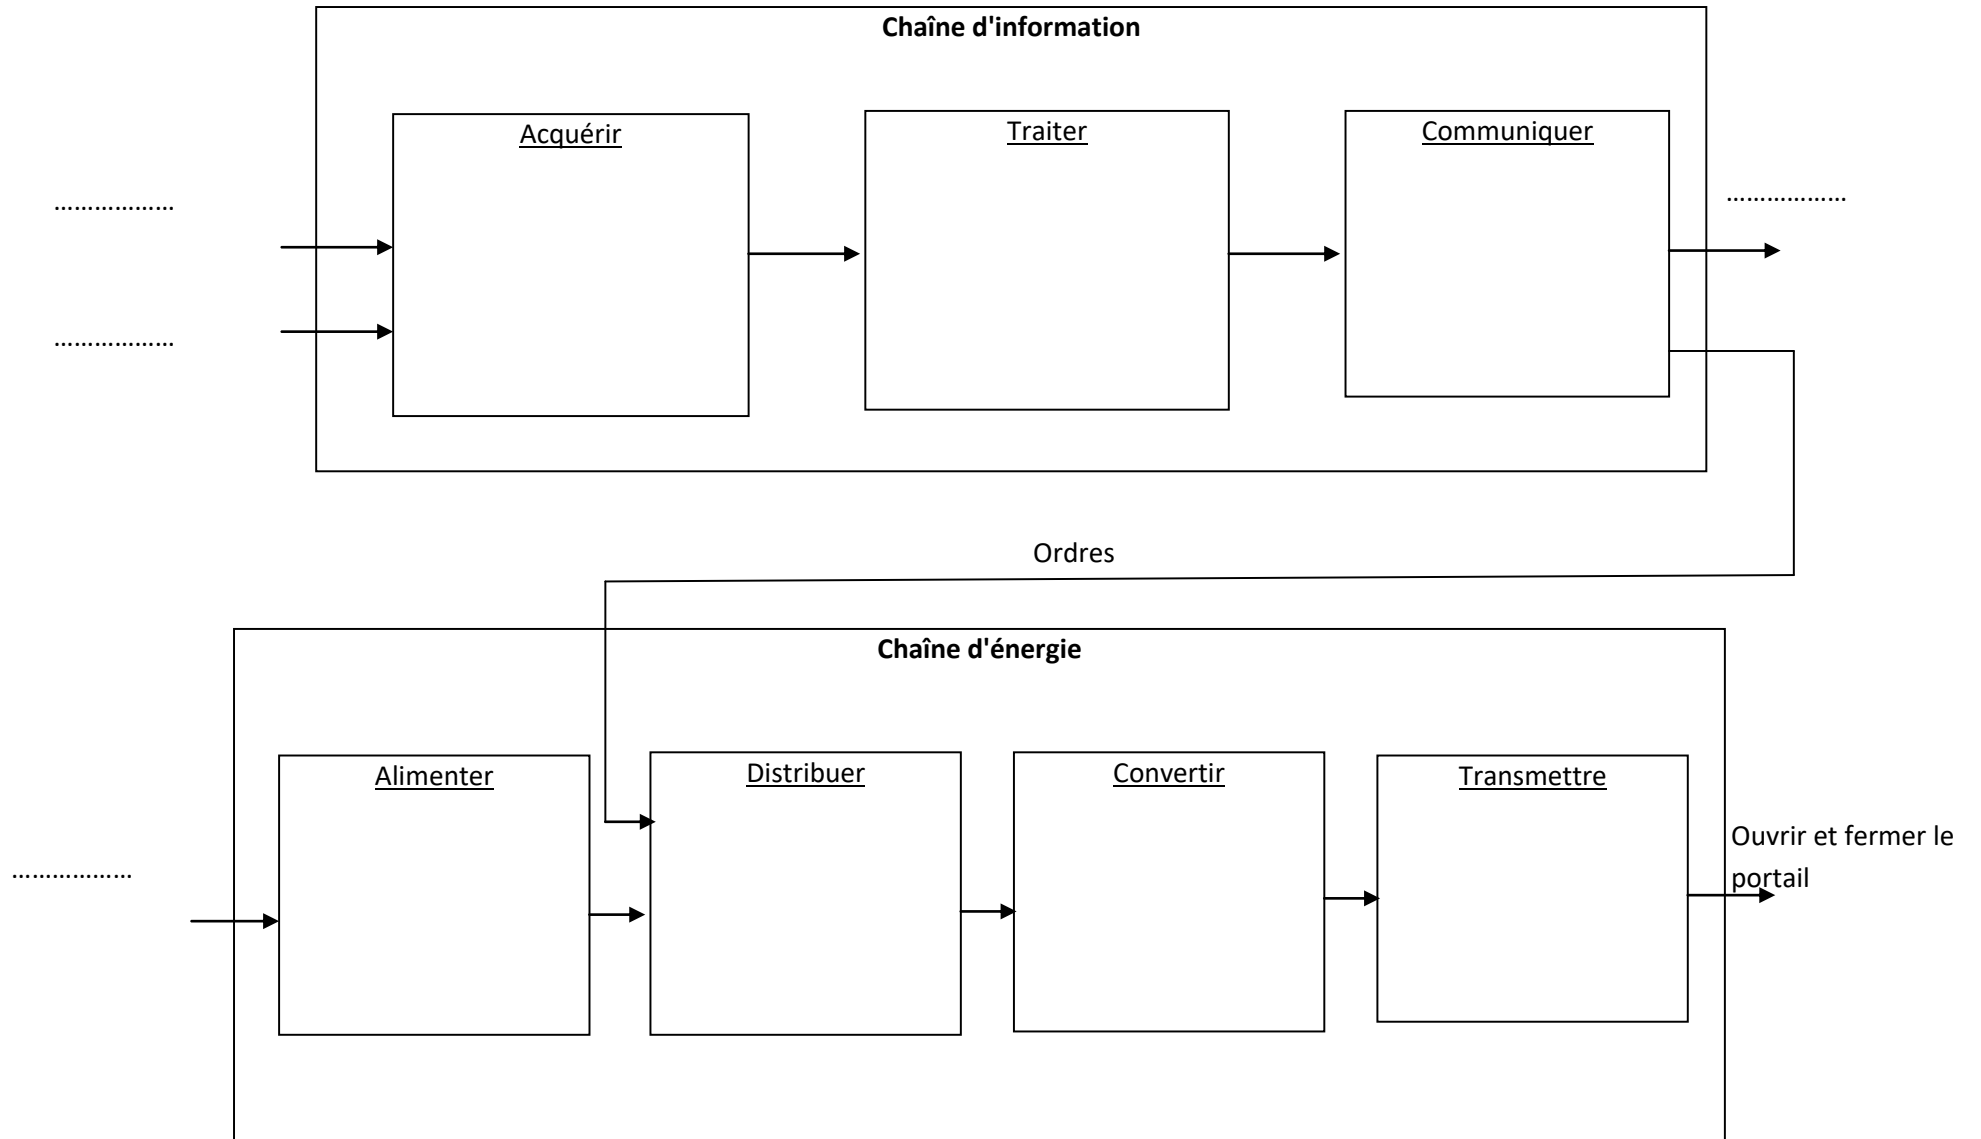 Chaîne d'information
Acquérir
Traiter
Communiquer
..................
..................
..................
Ordres
Chaîne d'énergie
Alimenter
Distribuer
Convertir
Transmettre
Ouvrir et fermer le
portail
..................